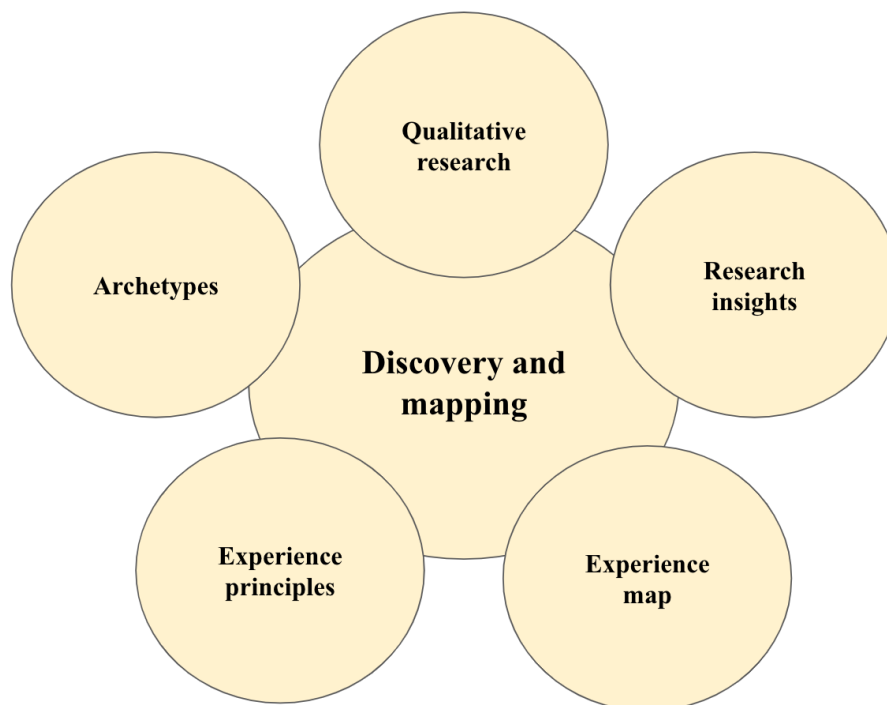 Qualitative
research
Archetypes
Research
insights
Discovery and
mapping
Experience
principles
Experience
map